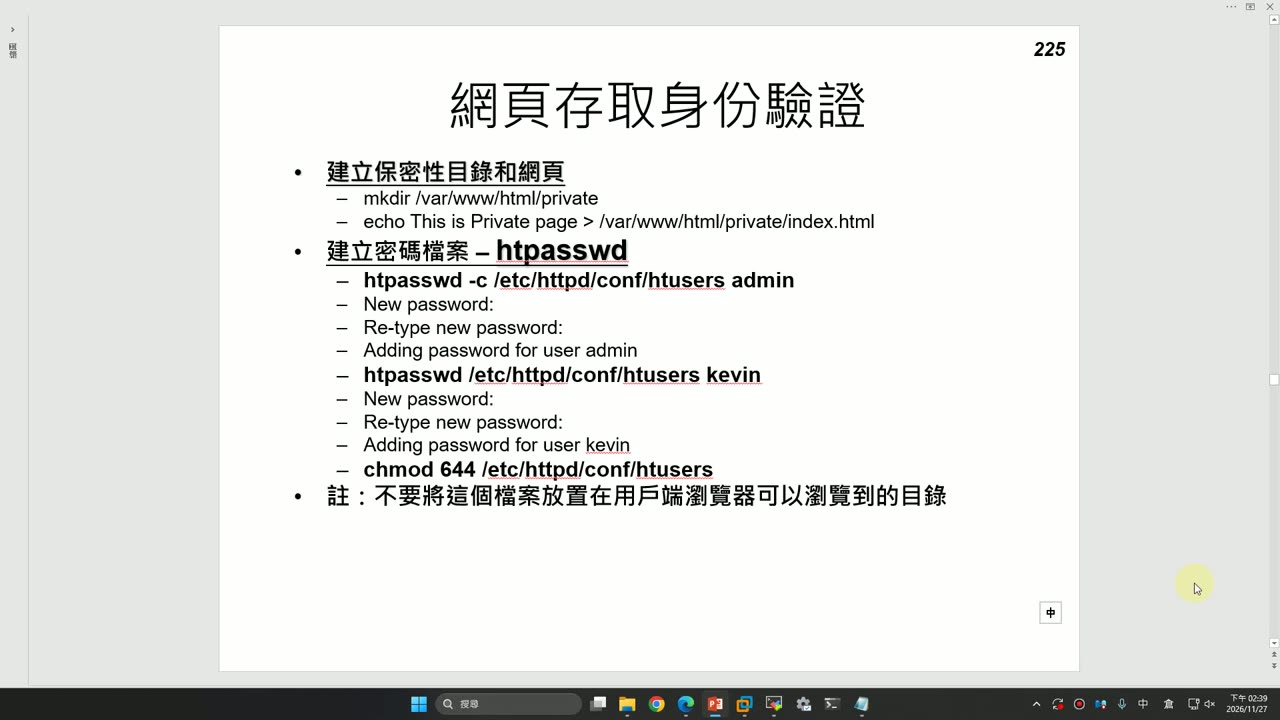 225
網頁存取身份驗證
• 建立保密性目錄和網頁
– mkdir /var/www/html/private
– echo This is Private page > /var/www/html/private/index.html
• 建立密碼檔案 – htpasswd
– htpasswd -c /etc/httpd/conf/htusers admin
– New password:
– Re-type new password:
– Adding password for user admin
– htpasswd /etc/httpd/conf/htusers kevin
– New password:
– Re-type new password:
– Adding password for user kevin
– chmod 644 /etc/httpd/conf/htusers
• 註：不要將這個檔案放置在用戶端瀏覽器可以瀏覽到的目錄
中
搜尋
中
下午 02:39
2026/11/27